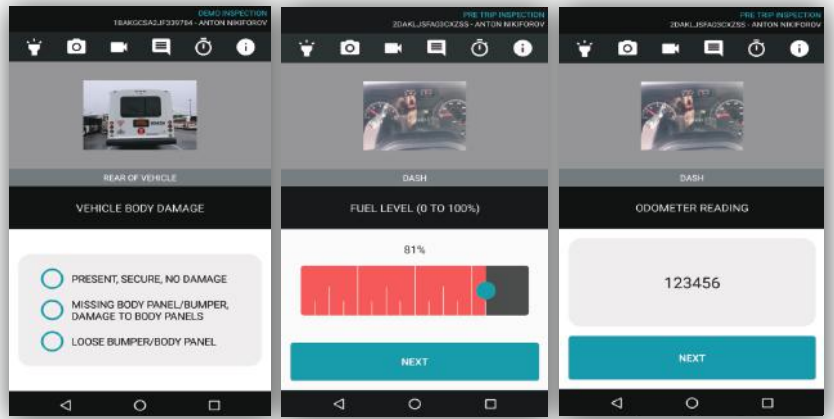 DEMO INSPECTION
1BAKGCSA2JF339784 - ANTON NIKIFOROV
REAR OF VEHICLE
VEHICLE BODY DAMAGE
PRESENT, SECURE, NO DAMAGE
MISSING BODY PANEL/BUMPER,
DAMAGE TO BODY PANELS
LOOSE BUMPER/BODY PANEL
PRE TRIP INSPECTION
2DAKLJSFA03CXZSS - ANTON NIKIFOROV
DASH
FUEL LEVEL (0 TO 100%)
81%
NEXT
PRE TRIP INSPECTION
2DAKLJSFA03CXZSS - ANTON NIKIFOROV
DASH
ODOMETER READING
123456
NEXT